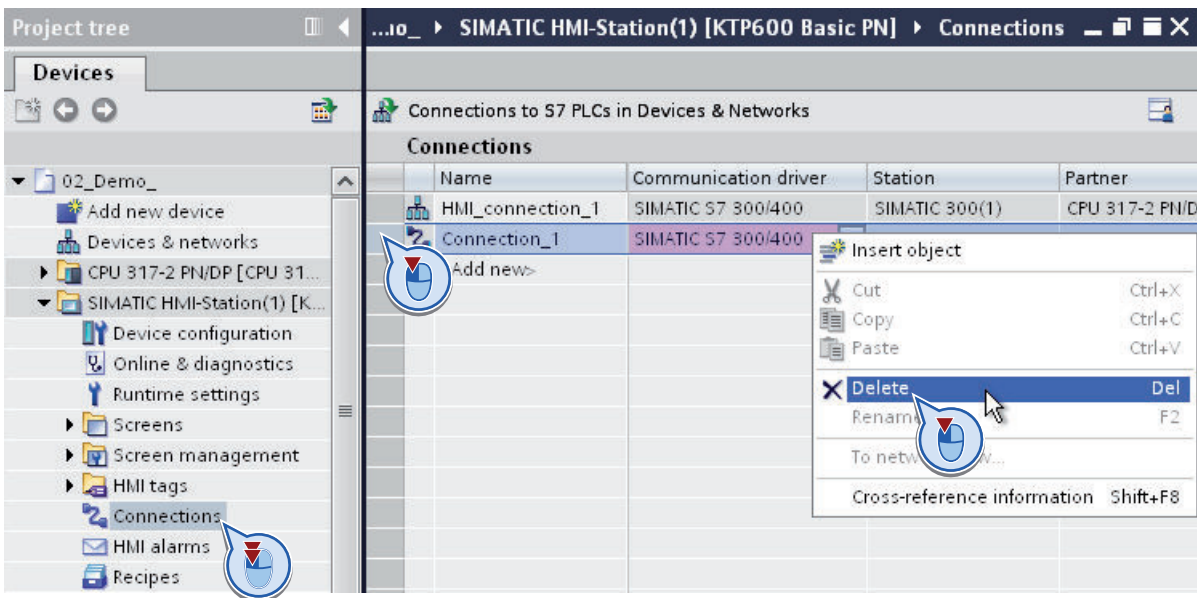 Project tree
...ıo_ ▸ SIMATIC HMI-Station(1) [KTP600 Basic PN] ▸ Connections
Devices
Connections to S7 PLCs in Devices & Networks
Connections
Name Communication driver Station Partner
HMI_connection_1 SIMATIC S7 300/400 SIMATIC 300(1) CPU 317-2 PN/D
Connection_1 SIMATIC S7 300/400
Add new>
02_Demo_
Add new device
Devices & networks
CPU 317-2 PN/DP [CPU 31...
SIMATIC HMI-Station(1) [K...
Device configuration
Online & diagnostics
Runtime settings
Screens
Screen management
HMI tags
Connections
HMI alarms
Recipes
Insert object
Cut Ctrl+X
Copy Ctrl+C
Paste Ctrl+V
Delete Del
Rename F2
To netw
Cross-reference information Shift+F8